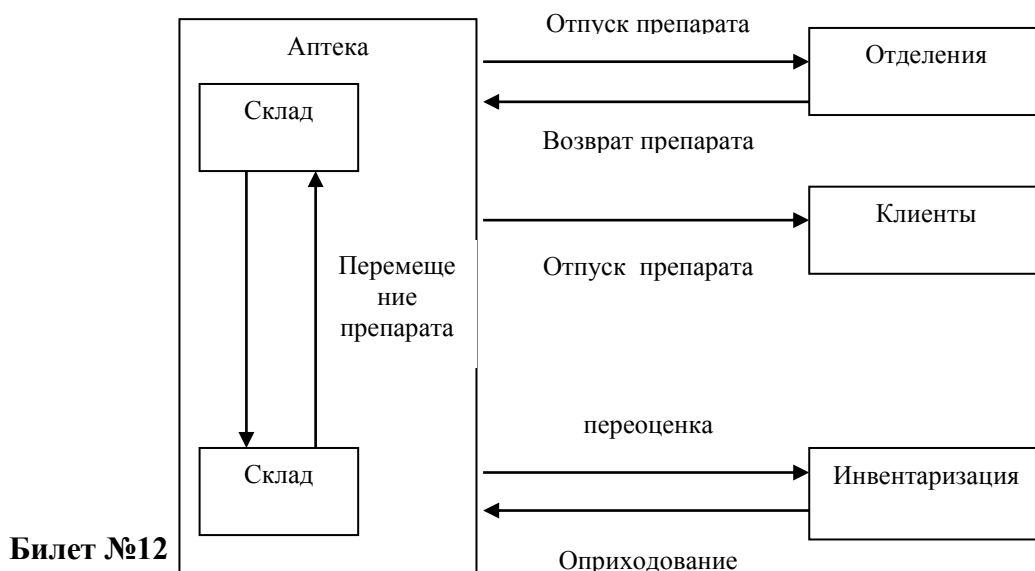 Отпуск препарата
Аптека
Отделения
Склад
Возврат препарата
Клиенты
Перемеще
ние
препарата
Отпуск препарата
переоценка
Склад
Инвентаризация
Билет №12
Оприходование